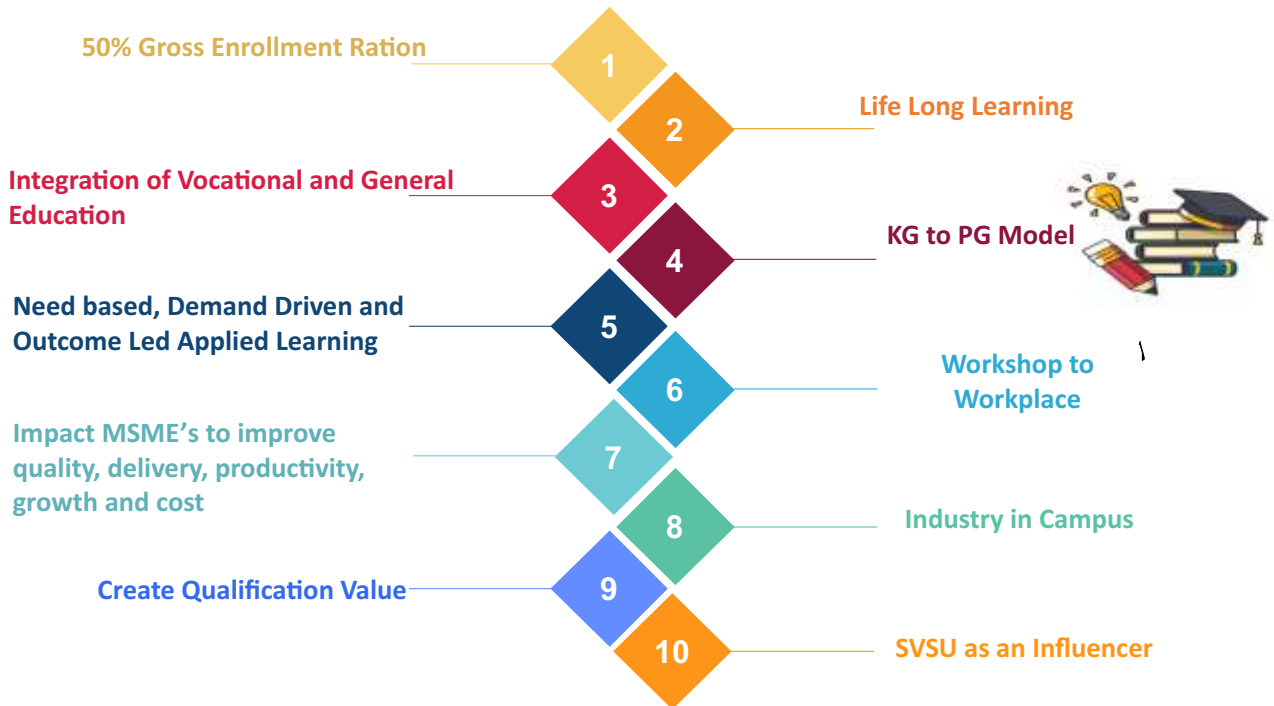 50% Gross Enrollment Ration
1
2
Life Long Learning
Integration of Vocational and General
Education
3
4
KG to PG Model
Need based, Demand Driven and
Outcome Led Applied Learning
5
6
Workshop to
Workplace
Impact MSME’s to improve
quality, delivery, productivity,
growth and cost
7
8
Industry in Campus
Create Qualification Value
9
10
SVSU as an Influencer